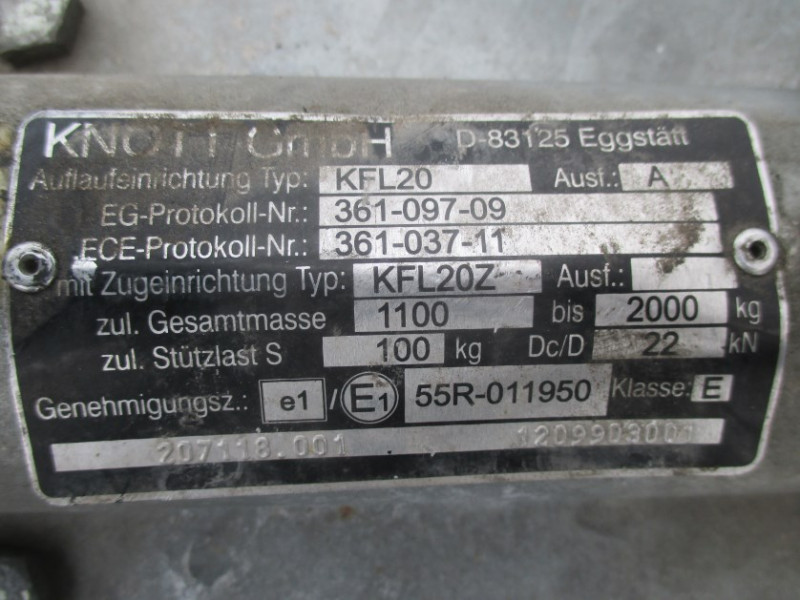 KNOTT GmbH D-83125 Eggstätt
Auflaufeinrichtung Typ: KFL20 Ausf.: A
EG-Protokoll-Nr.: 361-097-09
ECE-Protokoll-Nr.: 361-037-11
mit Zugeinrichtung Typ: KFL20Z Ausf.:
zul. Gesamtmasse 1100 bis 2000 kg
zul. Stützlast S 100 kg Dc/D 22 kN
Genehmigungsz.: e1 / E1 55R-011950 Klasse: E
207118.001 1209903001